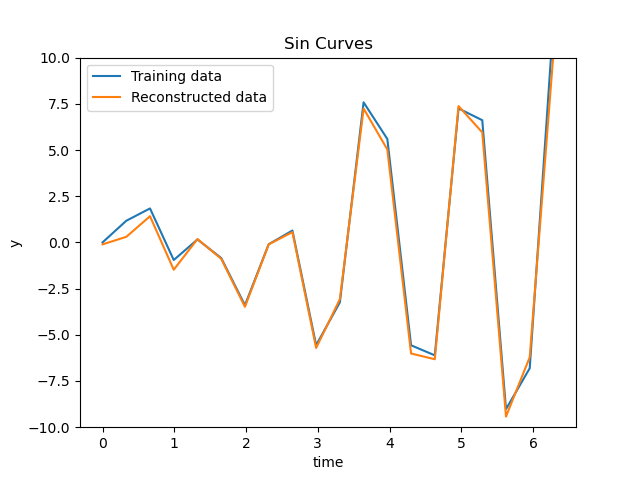 Sin Curves
Training data
Reconstructed data
10.0
7.5
5.0
2.5
0.0
−2.5
−5.0
−7.5
−10.0
y
0 1 2 3 4 5 6
time